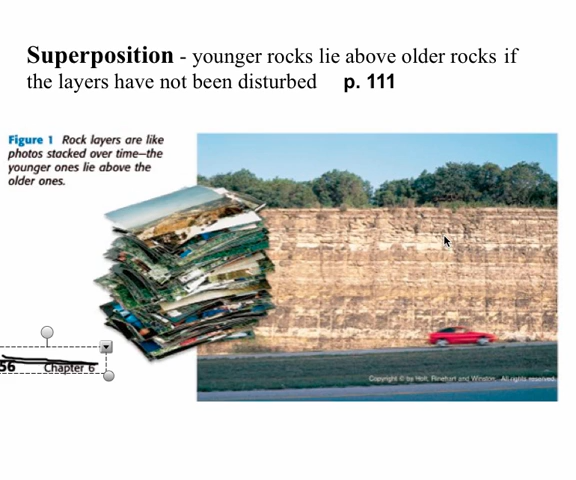 Superposition - younger rocks lie above older rocks if
the layers have not been disturbed p. 111
Figure 1 Rock layers are like
photos stacked over time—the
younger ones lie above the
older ones.
56 Chapter 6
Copyright © by Holt, Rinehart and Winston. All rights reserved.